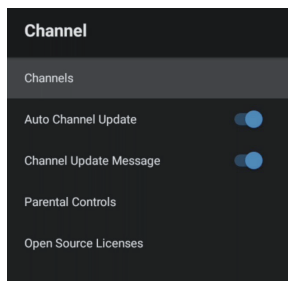 Channel
Channels
Auto Channel Update
Channel Update Message
Parental Controls
Open Source Licenses